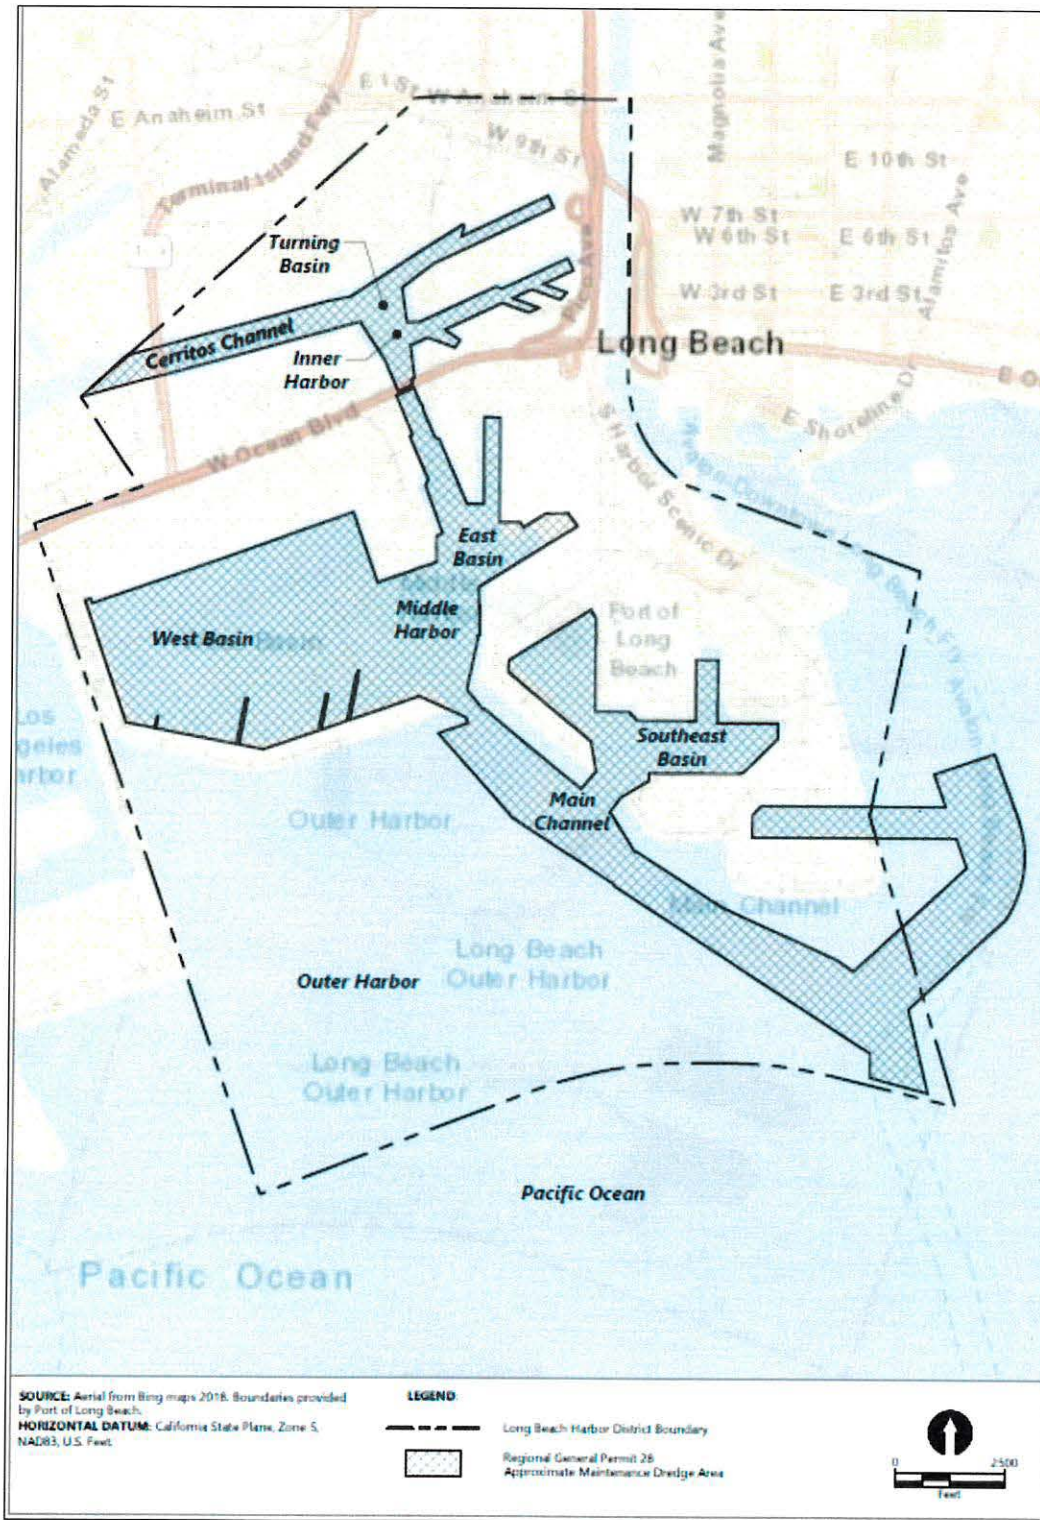 Alameda St
E Anaheim St
E I St
W Anaheim St
Magnolia Ave
W 9th St
E 10th St
Terminal Island Fwy
W 7th St
W 6th St
E 6th St
Alamitos Ave
Turning
Basin
W 3rd St
E 3rd St
Pico Ave
Cerritos Channel
Long Beach
Inner
Harbor
E Shoreline Dr
W Ocean Blvd
S Harbor Scenic Dr
East
Basin
Middle
Harbor
Port of
Long
Beach
West Basin
Basin
Southeast
Basin
Main
Channel
Outer Harbor
Main Channel
Long Beach
Outer Harbor
Outer Harbor
Long Beach
Outer Harbor
Pacific Ocean
Pacific Ocean
SOURCE: Aerial from Bing maps 2018. Boundaries provided
by Port of Long Beach.
HORIZONTAL DATUM: California State Plane, Zone 5,
NAD83, U.S. Feet.
LEGEND
Long Beach Harbor District Boundary
Regional General Permit 28
Approximate Maintenance Dredge Area
0 2500
Feet